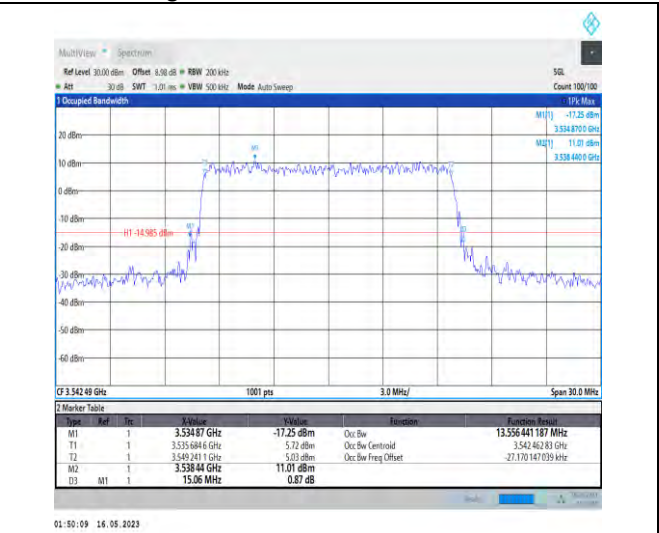 MultiView Spectrum
Ref Level 30.00 dBm Offset 8.98 dB RBW 200 kHz SGL
Att 30 dB SWT 1.01 ms VBW 500 kHz Mode Auto Sweep Count 100/100
1 Occupied Bandwidth 1Pk Max
M1[1] -17.25 dBm
3.534 870 0 GHz
M2[1] 11.01 dBm
3.538 440 0 GHz
20 dBm
10 dBm
0 dBm
-10 dBm
H1 -14.985 dBm
-20 dBm
-30 dBm
-40 dBm
-50 dBm
-60 dBm
CF 3.542 49 GHz 1001 pts 3.0 MHz/ Span 30.0 MHz
2 Marker Table
Type Ref Trc X-Value Y-Value Function Function Result
M1 1 3.534 87 GHz -17.25 dBm Occ Bw 13.556 441 187 MHz
T1 1 3.535 684 6 GHz 5.72 dBm Occ Bw Centroid 3.542 462 83 GHz
T2 1 3.549 241 1 GHz 5.03 dBm Occ Bw Freq Offset -27.170 147 039 kHz
M2 1 3.538 44 GHz 11.01 dBm
D3 M1 1 15.06 MHz 0.87 dB
01:50:09 16.05.2023